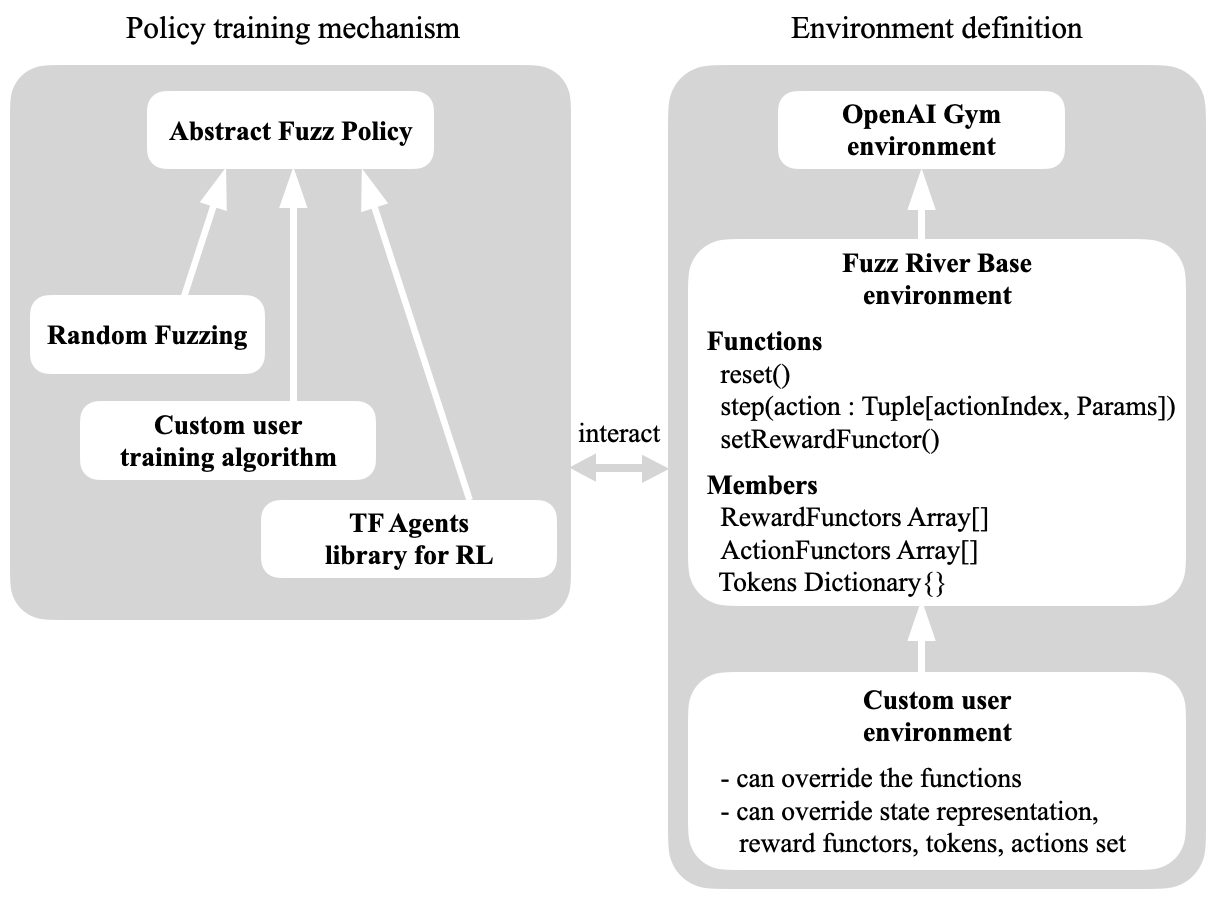 Policy training mechanism
Abstract Fuzz Policy
Random Fuzzing
Custom user
training algorithm
TF Agents
library for RL
interact
Environment definition
OpenAI Gym
environment
Fuzz River Base
environment
Functions
reset()
step(action : Tuple[actionIndex, Params])
setRewardFunctor()
Members
RewardFunctors Array[]
ActionFunctors Array[]
Tokens Dictionary{}
Custom user
environment
- can override the functions
- can override state representation,
reward functors, tokens, actions set